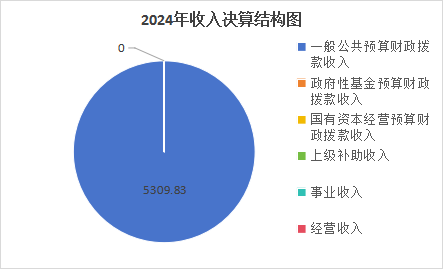 2024年收入决算结构图
0
5309.83
一般公共预算财政拨
款收入
政府性基金预算财政
拨款收入
国有资本经营预算财
政拨款收入
上级补助收入
事业收入
经营收入